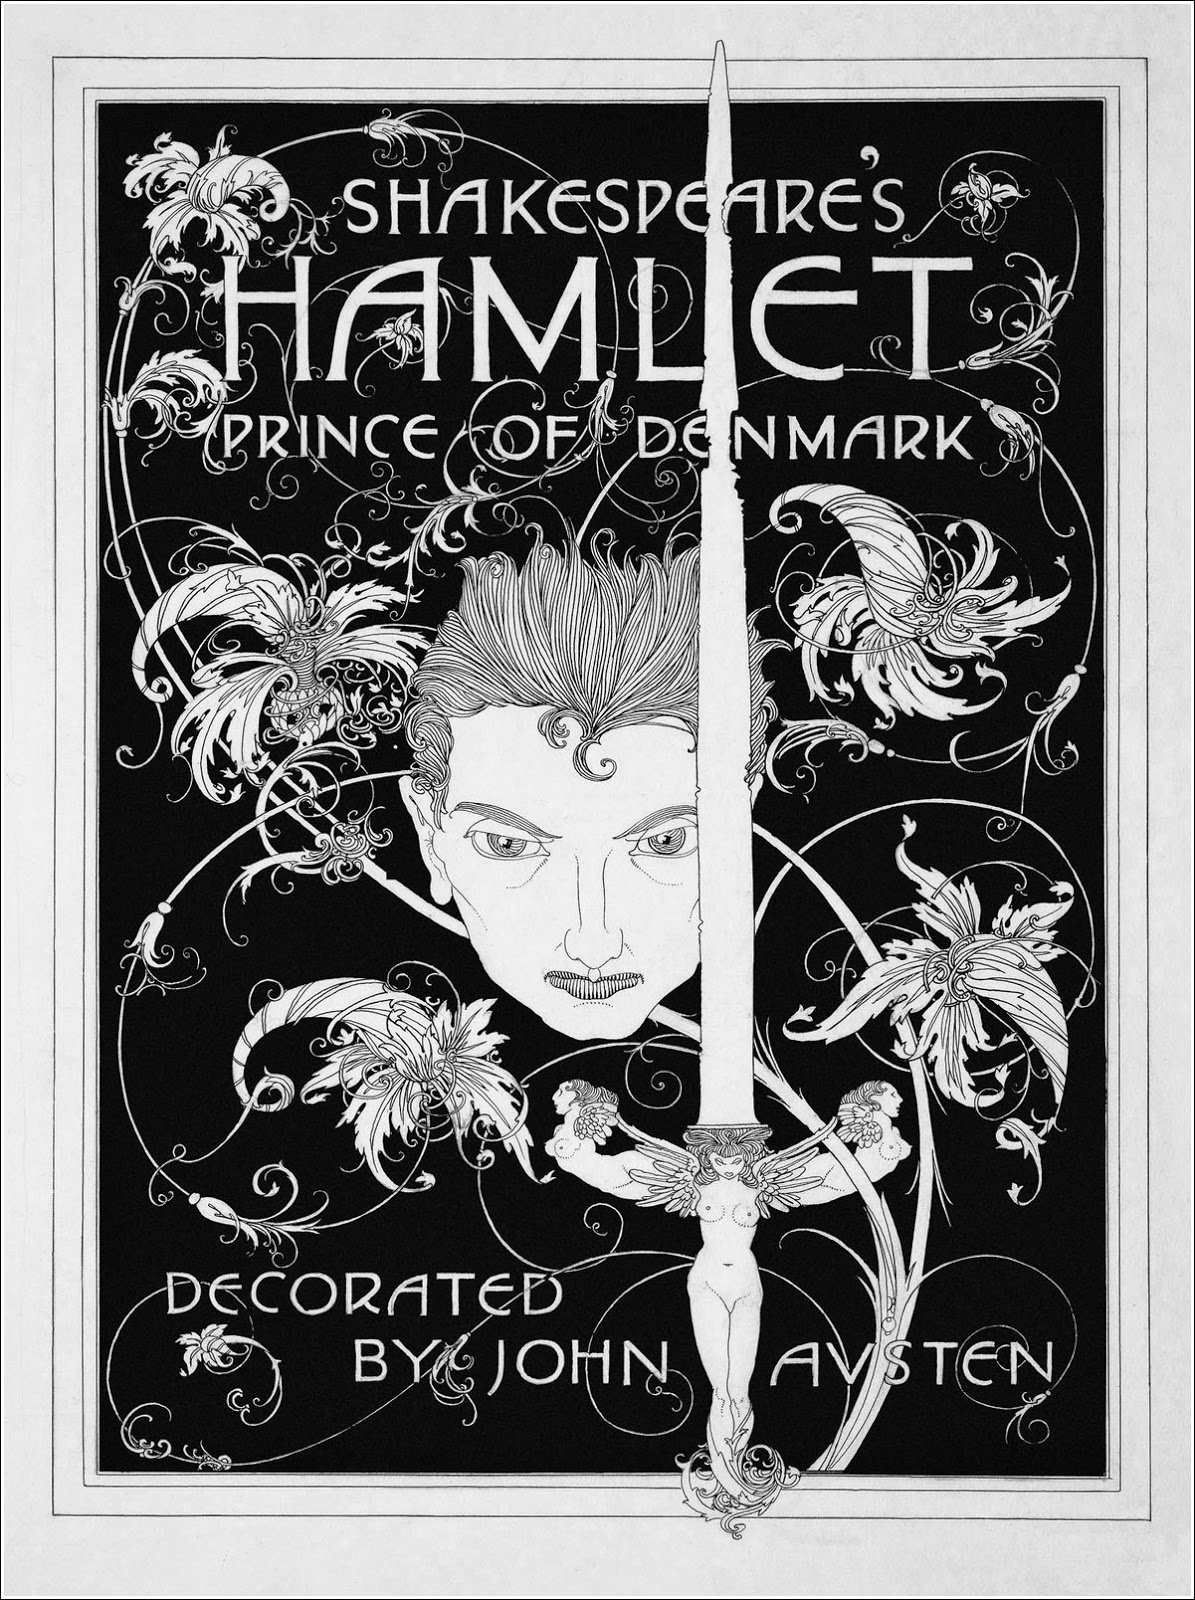 SHAKESPEARE'S
HAMLET
PRINCE OF DENMARK
DECORATED
BY JOHN AVSTEN